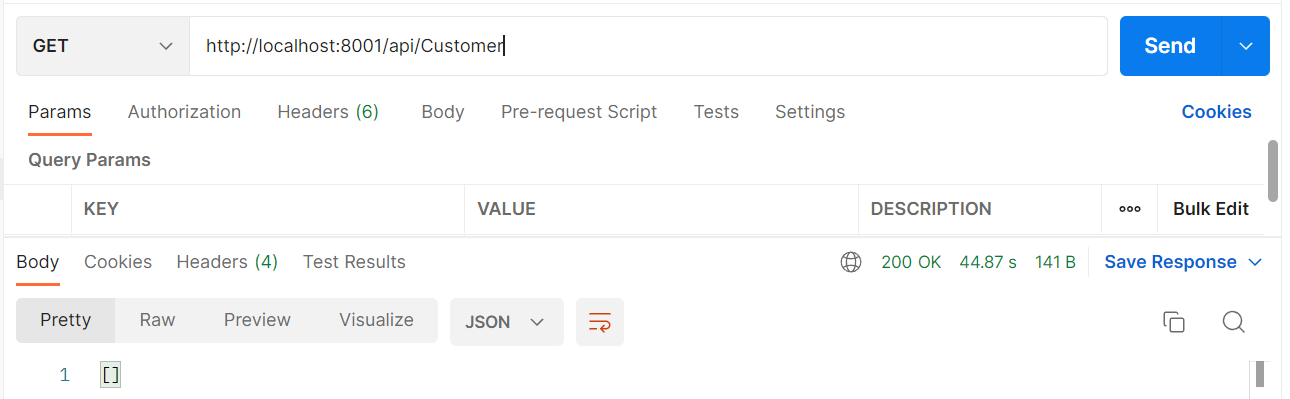 GET http://localhost:8001/api/Customer Send
Params Authorization Headers (6) Body Pre-request Script Tests Settings Cookies
Query Params
KEY VALUE DESCRIPTION ooo Bulk Edit
Body Cookies Headers (4) Test Results 200 OK 44.87 s 141 B Save Response
Pretty Raw Preview Visualize JSON
1 []